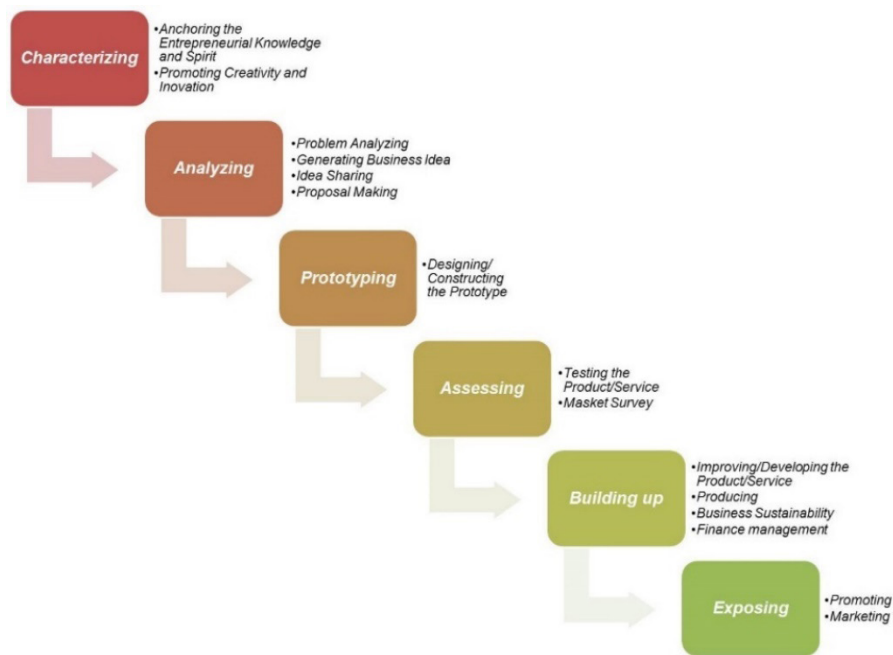 Characterizing
•Anchoring the
Entrepreneurial Knowledge
and Spirit
•Promoting Creativity and
Inovation
Analyzing
•Problem Analyzing
•Generating Business Idea
•Idea Sharing
•Proposal Making
Prototyping
•Designing/
Constructing
the Prototype
Assessing
•Testing the
Product/Service
•Masket Survey
Building up
•Improving/Developing the
Product/Service
•Producing
•Business Sustainability
•Finance management
Exposing
•Promoting
•Marketing